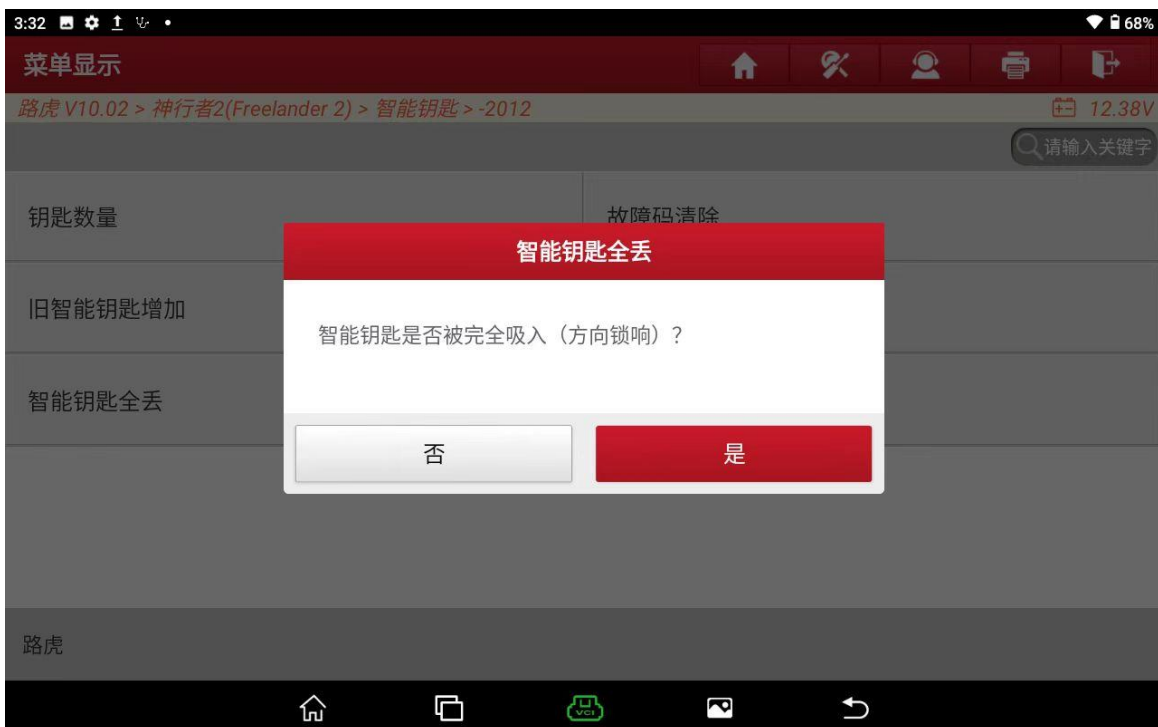 3:32
68%
菜单显示
路虎 V10.02 > 神行者2(Freelander 2) > 智能钥匙 > -2012
12.38V
请输入关键字
钥匙数量
故障码清除
智能钥匙全丢
旧智能钥匙增加
智能钥匙是否被完全吸入（方向锁响）？
智能钥匙全丢
否
是
路虎
VCI